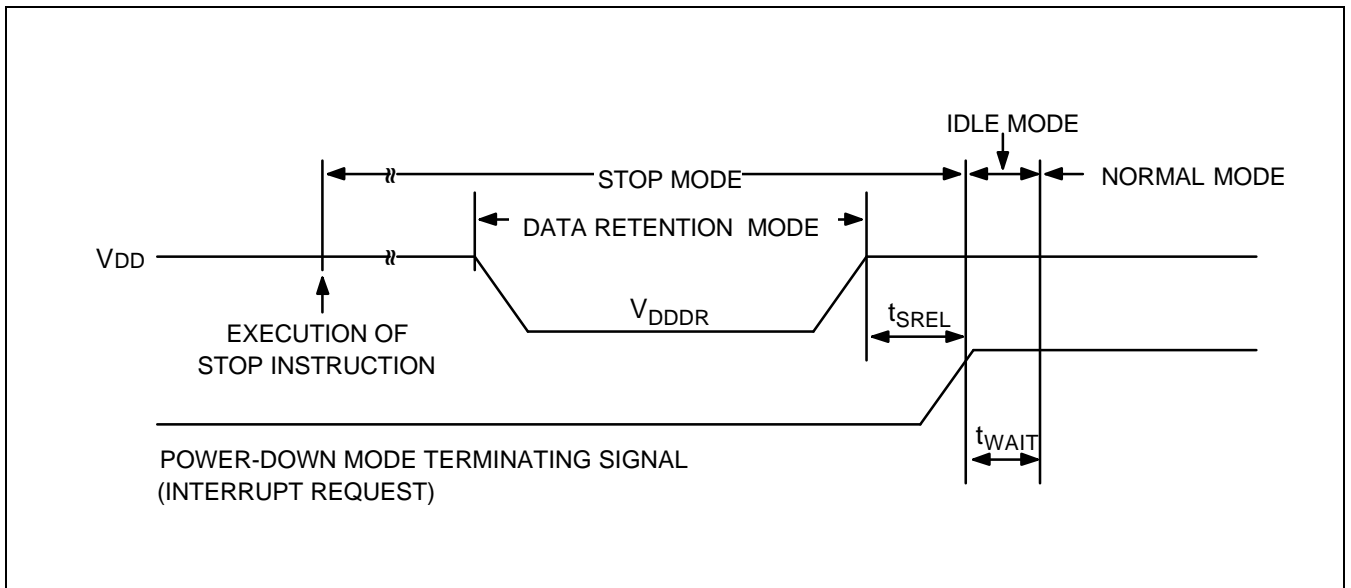 IDLE MODE
STOP MODE
NORMAL MODE
DATA RETENTION MODE
VDD
VDDDR
tSREL
EXECUTION OF
STOP INSTRUCTION
tWAIT
POWER-DOWN MODE TERMINATING SIGNAL
(INTERRUPT REQUEST)